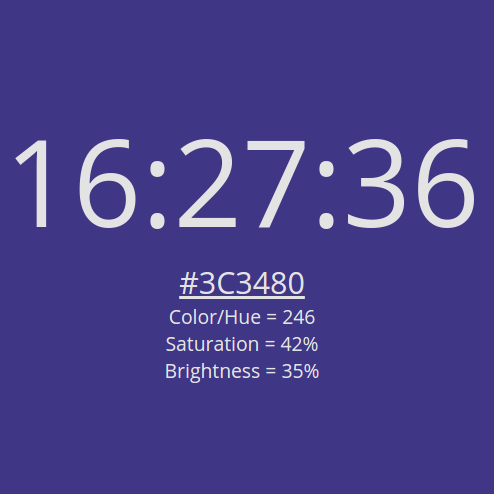 16:27:36
#3C3480
Color/Hue = 246
Saturation = 42%
Brightness = 35%